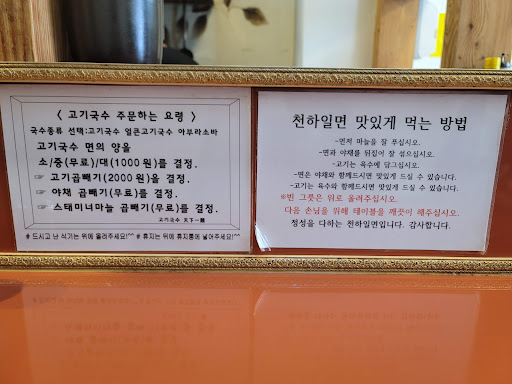 < 고기국수 주문하는 요령 >
국수종류 선택:고기국수 얼큰고기국수 아부라소바
고기국수 면의 양을
소/중(무료)/대(1000원)를 결정.
☞ 고기곱빼기(2000원)을 결정.
☞ 야채 곱빼기(무료)를 결정.
☞ 스태미너마늘 곱빼기(무료)를 결정.
고기국수 天下一麵
# 드시고 난 식기는 위에 올려주세요!^^ # 휴지는 뒤에 휴지통에 넣어주세요!^^
천하일면 맛있게 먹는 방법
-먼저 마늘을 잘 푸십시오.
-면과 야채를 뒤집어 잘 섞으십시오.
-고기는 육수에 담그십시오.
-면은 야채와 함께드시면 맛있게 드실 수 있습니다.
-고기는 육수와 함께드시면 맛있게 드실 수 있습니다.
※빈 그릇은 위로 올려주십시오.
다음 손님을 위해 테이블을 깨끗이 해주십시오.
정성을 다하는 천하일면입니다. 감사합니다.